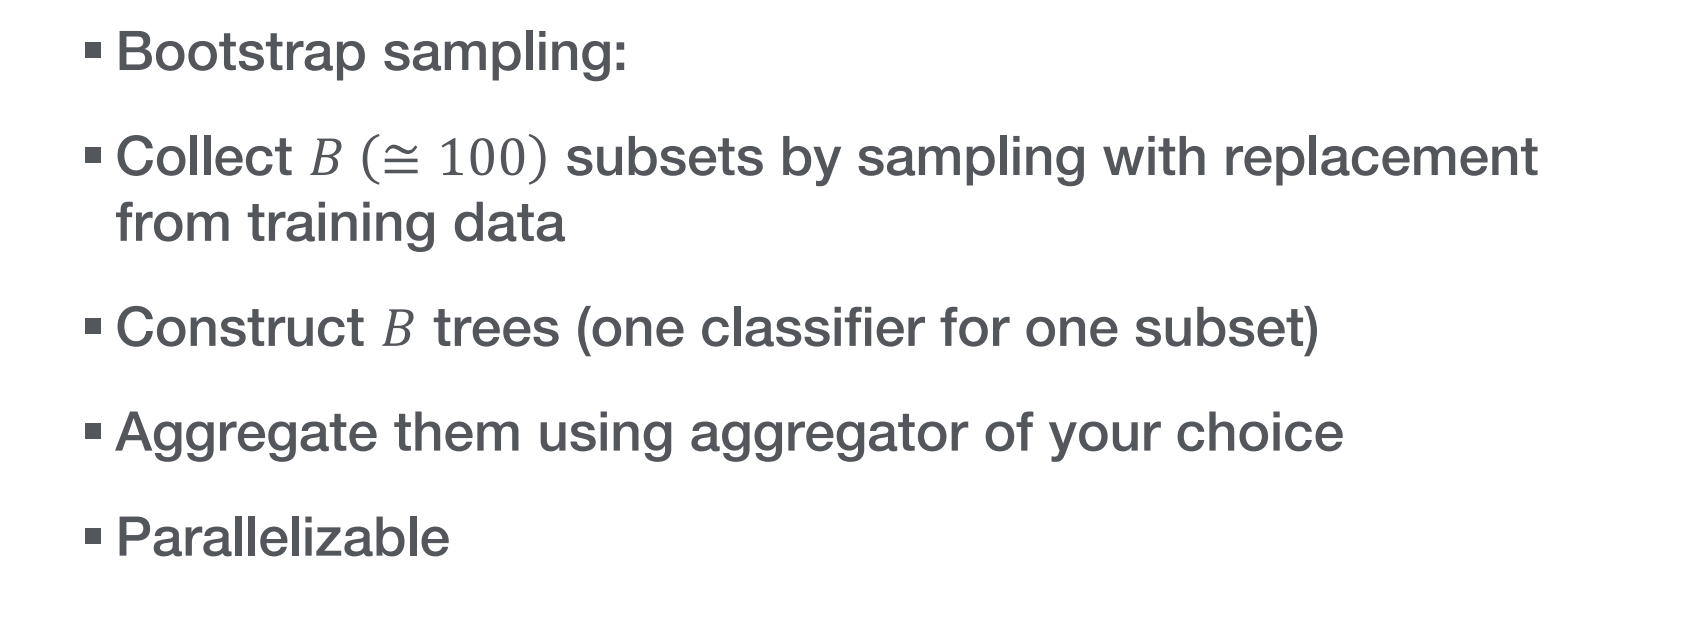 ▪ Bootstrap sampling:
▪ Collect B (≅ 100) subsets by sampling with replacement
from training data
▪ Construct B trees (one classifier for one subset)
▪ Aggregate them using aggregator of your choice
▪ Parallelizable